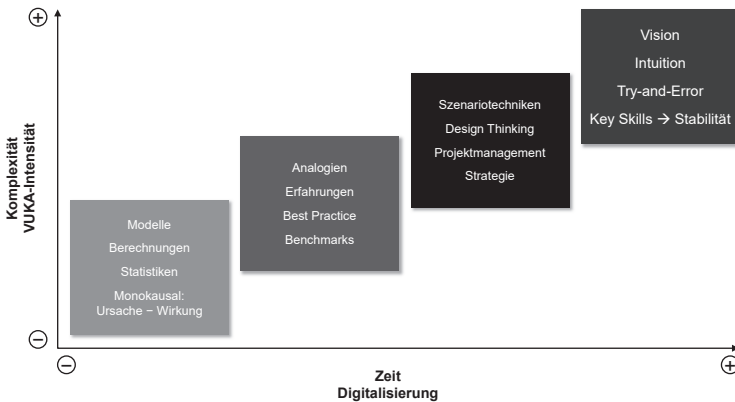 +
Komplexität
VUKA-Intensität
Modelle
Berechnungen
Statistiken
Monokausal:
Ursache – Wirkung
Analogien
Erfahrungen
Best Practice
Benchmarks
Szenariotechniken
Design Thinking
Projektmanagement
Strategie
Vision
Intuition
Try-and-Error
Key Skills → Stabilität
−
−
+
Zeit
Digitalisierung